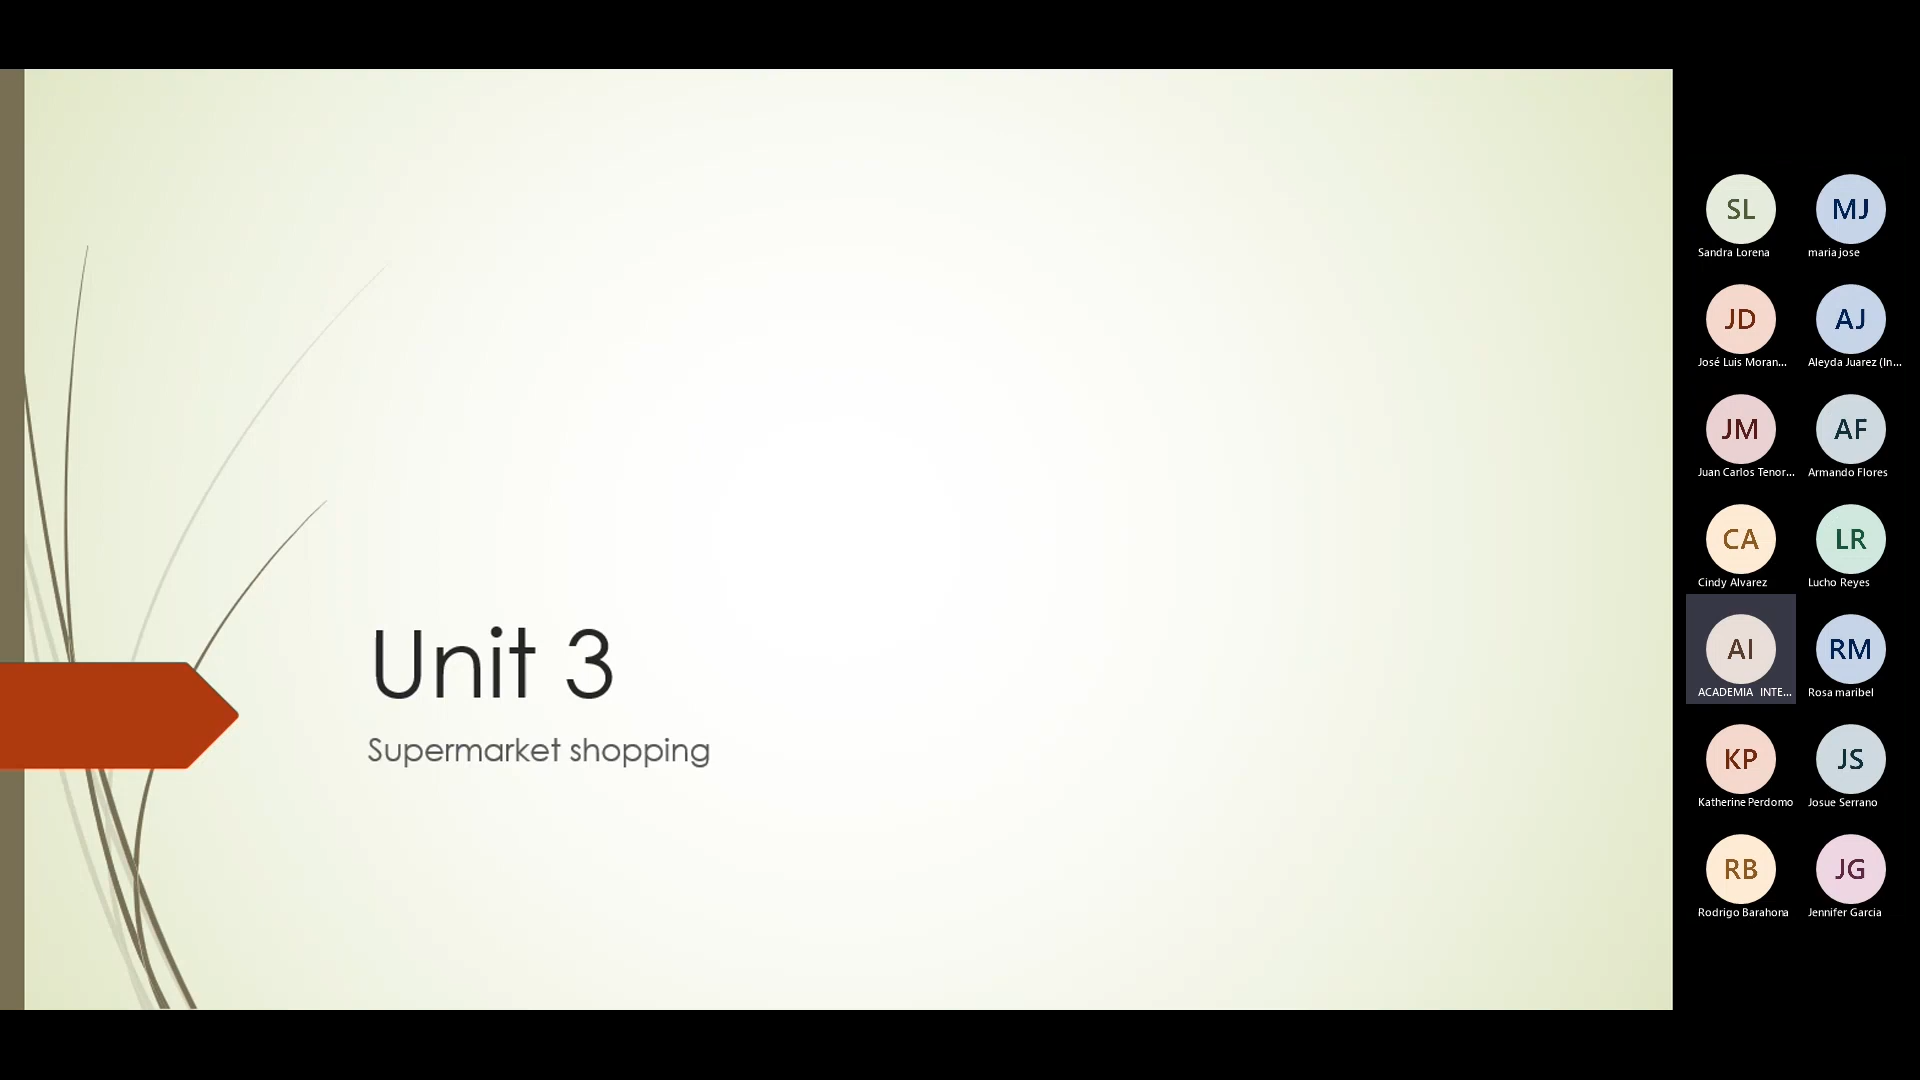 Unit 3
Supermarket shopping
SL
MJ
Sandra Lorena
maria jose
JD
AJ
José Luis Moran...
Aleyda Juarez (In...
JM
AF
Juan Carlos Tenor...
Armando Flores
CA
LR
Cindy Alvarez
Lucho Reyes
AI
RM
ACADEMIA INTE...
Rosa maribel
KP
JS
Katherine Perdomo
Josue Serrano
RB
JG
Rodrigo Barahona
Jennifer Garcia